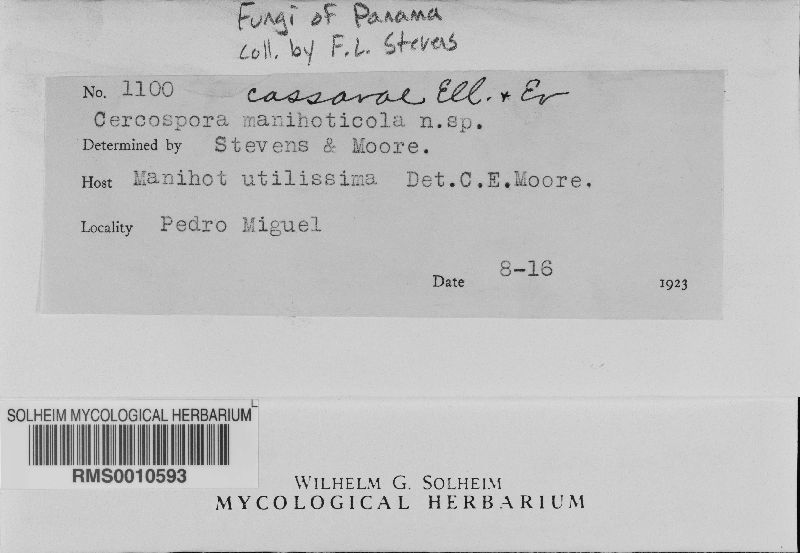 Fungi of Panama
coll. by F.L. Stevens
No. 1100 cassavae Ell. + Ev
Cercospora manihoticola n.sp.
Determined by Stevens & Moore.
Host Manihot utilissima Det.C.E.Moore.
Locality Pedro Miguel
Date 8-16 1923
SOLHEIM MYCOLOGICAL HERBARIUM
RMS0010593
WILHELM G. SOLHEIM
MYCOLOGICAL HERBARIUM